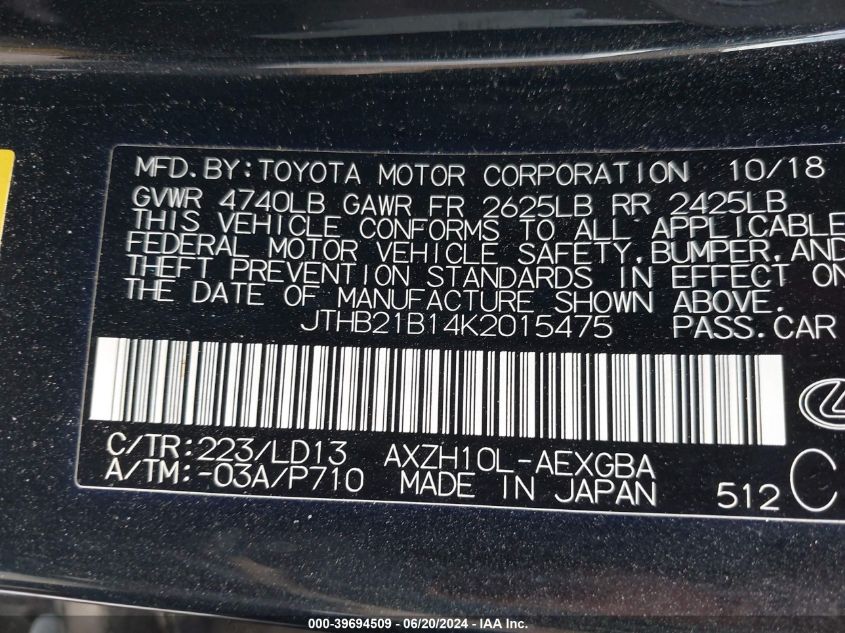 MFD.BY:TOYOTA MOTOR CORPORATION 10/18
GVWR 4740LB GAWR FR 2625LB RR 2425LB
THIS VEHICLE CONFORMS TO ALL APPLICABLE
FEDERAL MOTOR VEHICLE SAFETY,BUMPER,AND
THEFT PREVENTION STANDARDS IN EFFECT ON
THE DATE OF MANUFACTURE SHOWN ABOVE.
JTHB21B14K2015475 PASS.CAR
C/TR:223/LD13 AXZH10L-AEXGBA
A/TM:-03A/P710 MADE IN JAPAN 512 C
000-39694509 - 06/20/2024 - IAA Inc.